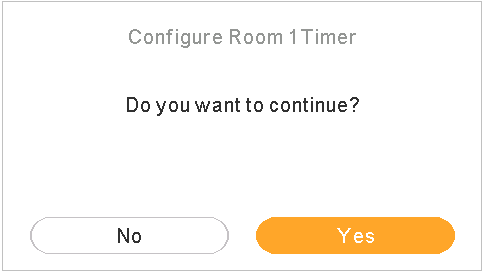 Configure Room 1 Timer
Do you want to continue?
No
Yes